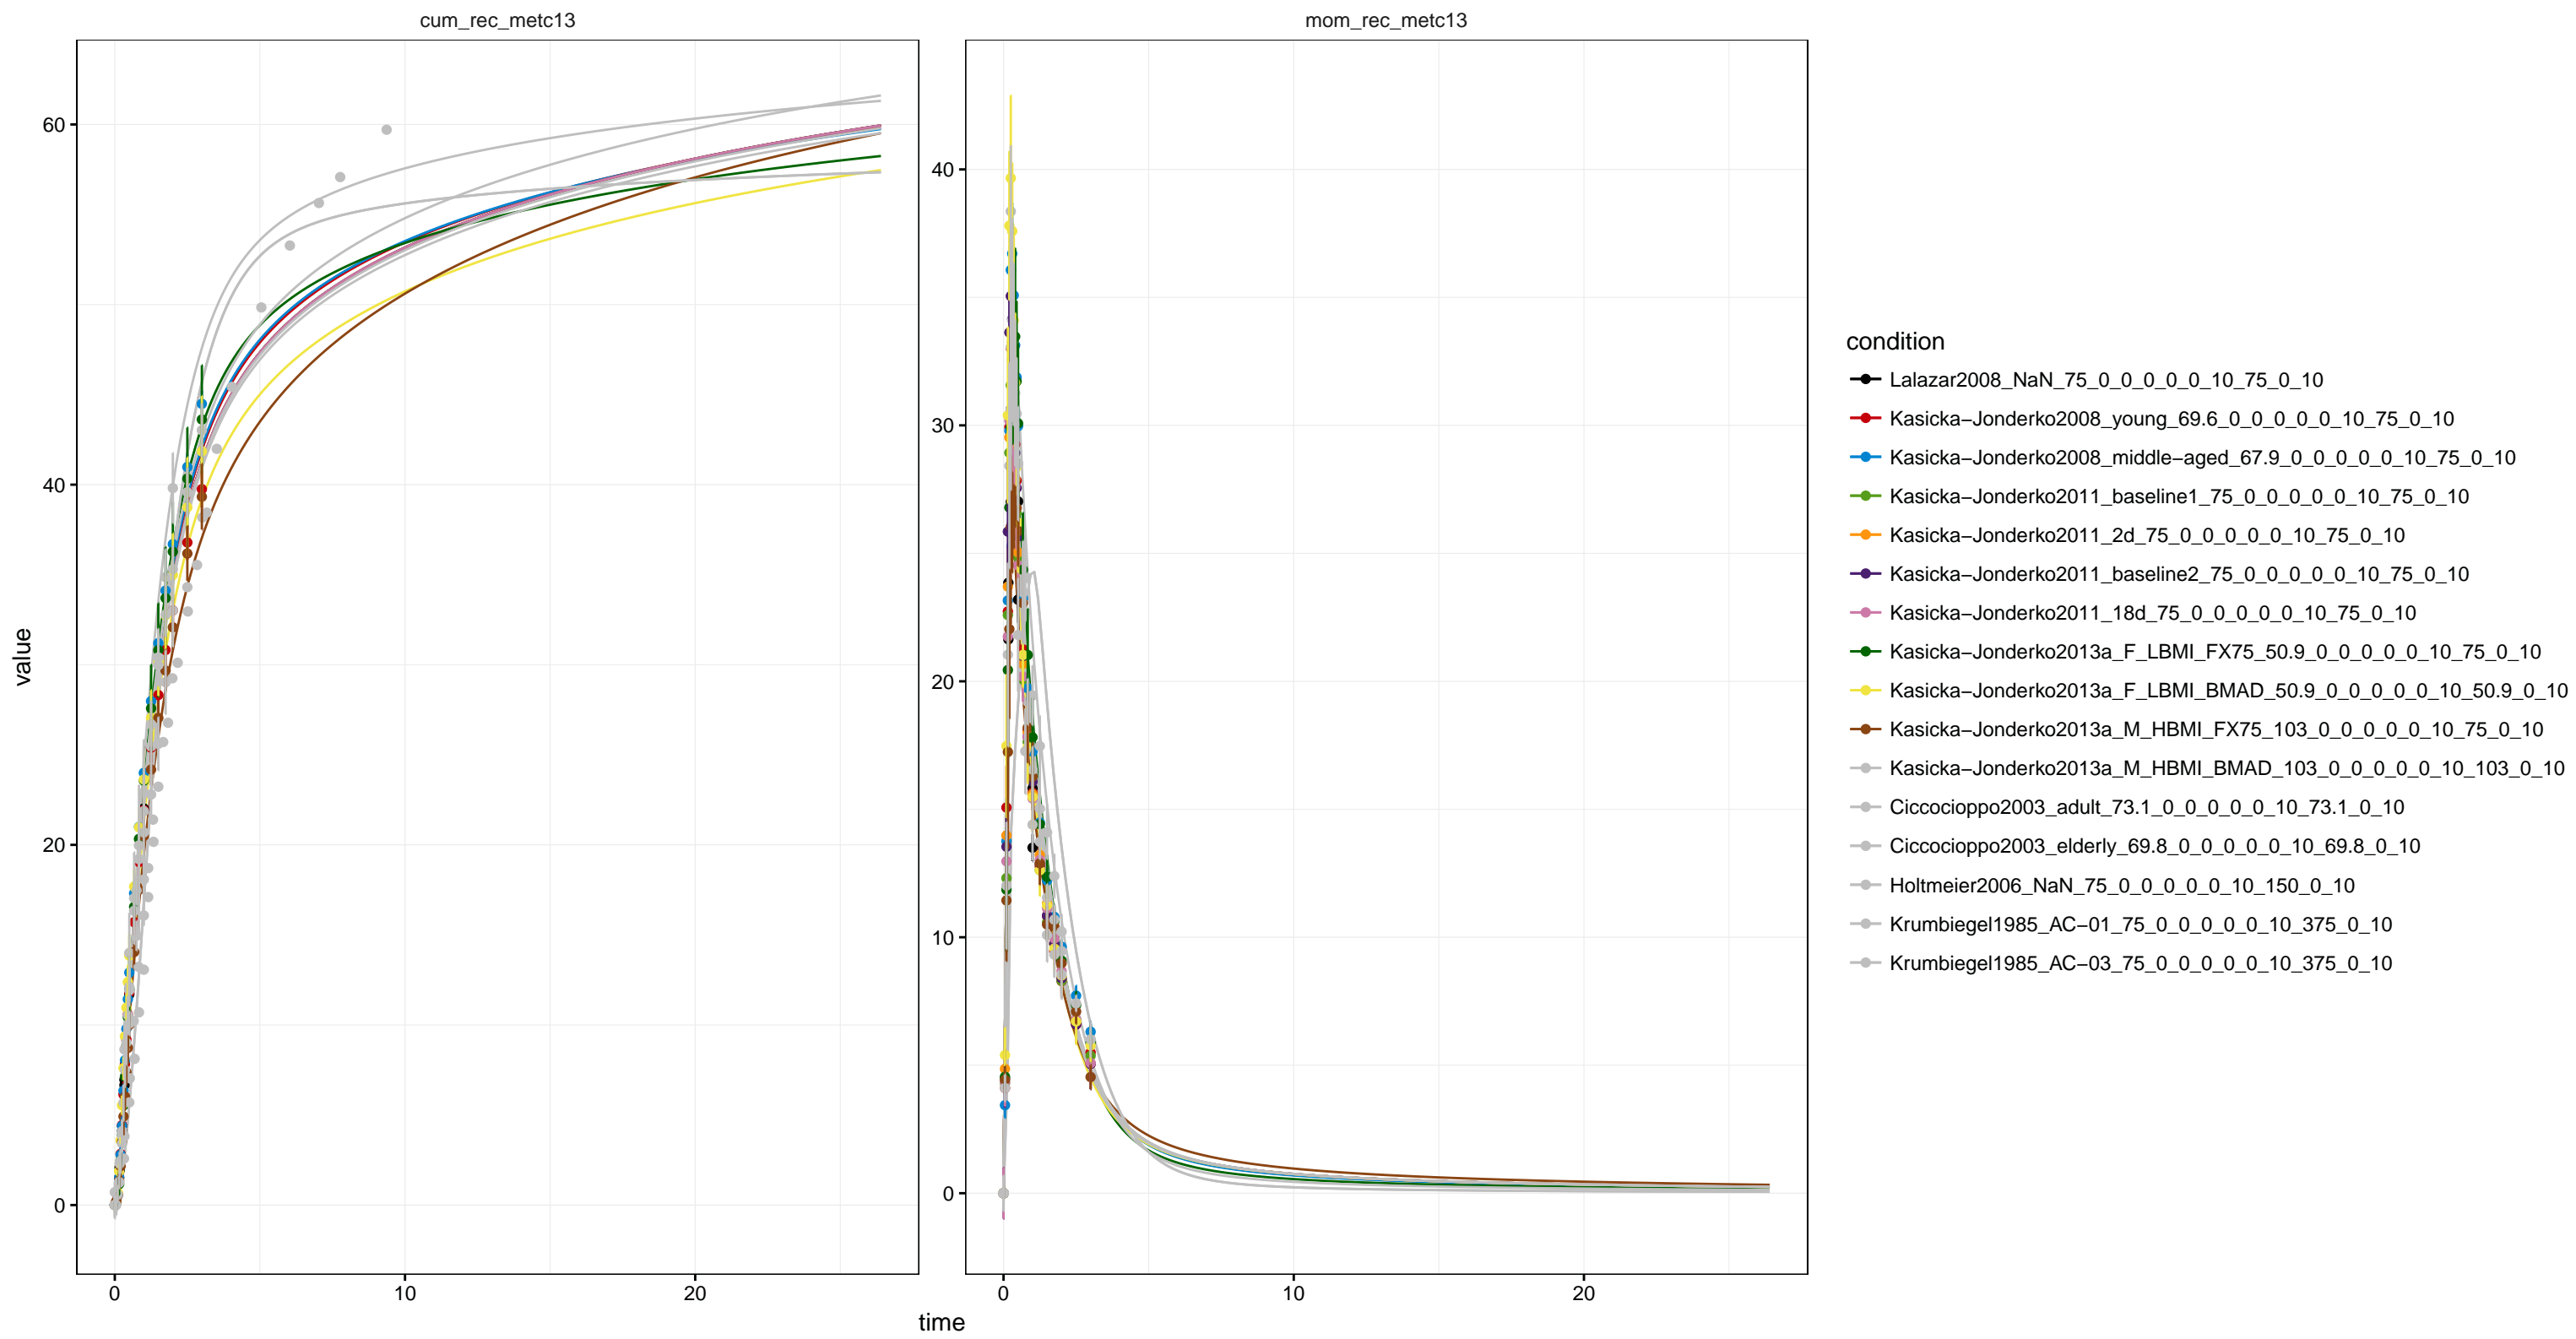 cum_rec_metc13
mom_rec_metc13
value
60
40
20
0
0
10
20
40
30
20
10
0
0
10
20
time
condition
Lalazar2008_NaN_75_0_0_0_0_0_10_75_0_10
Kasicka−Jonderko2008_young_69.6_0_0_0_0_0_10_75_0_10
Kasicka−Jonderko2008_middle−aged_67.9_0_0_0_0_0_10_75_0_10
Kasicka−Jonderko2011_baseline1_75_0_0_0_0_0_10_75_0_10
Kasicka−Jonderko2011_2d_75_0_0_0_0_0_10_75_0_10
Kasicka−Jonderko2011_baseline2_75_0_0_0_0_0_10_75_0_10
Kasicka−Jonderko2011_18d_75_0_0_0_0_0_10_75_0_10
Kasicka−Jonderko2013a_F_LBMI_FX75_50.9_0_0_0_0_0_10_75_0_10
Kasicka−Jonderko2013a_F_LBMI_BMAD_50.9_0_0_0_0_0_10_50.9_0_10
Kasicka−Jonderko2013a_M_HBMI_FX75_103_0_0_0_0_0_10_75_0_10
Kasicka−Jonderko2013a_M_HBMI_BMAD_103_0_0_0_0_0_10_103_0_10
Ciccocioppo2003_adult_73.1_0_0_0_0_0_10_73.1_0_10
Ciccocioppo2003_elderly_69.8_0_0_0_0_0_10_69.8_0_10
Holtmeier2006_NaN_75_0_0_0_0_0_10_150_0_10
Krumbiegel1985_AC−01_75_0_0_0_0_0_10_375_0_10
Krumbiegel1985_AC−03_75_0_0_0_0_0_10_375_0_10